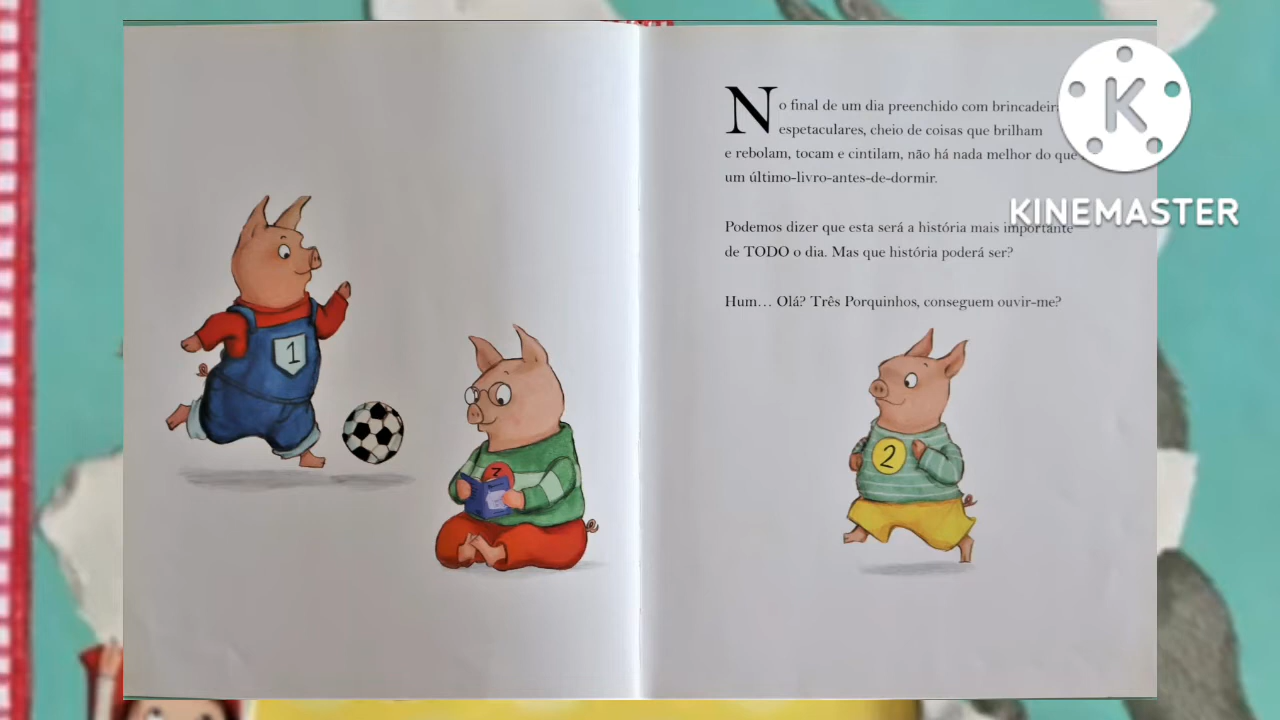 1
3
No final de um dia preenchido com brincadeira
espetaculares, cheio de coisas que brilham
e rebolam, tocam e cintilam, não há nada melhor do que
um último-livro-antes-de-dormir.
Podemos dizer que esta será a história mais importante
de TODO o dia. Mas que história poderá ser?
Hum… Olá? Três Porquinhos, conseguem ouvir-me?
2
K
KINEMASTER